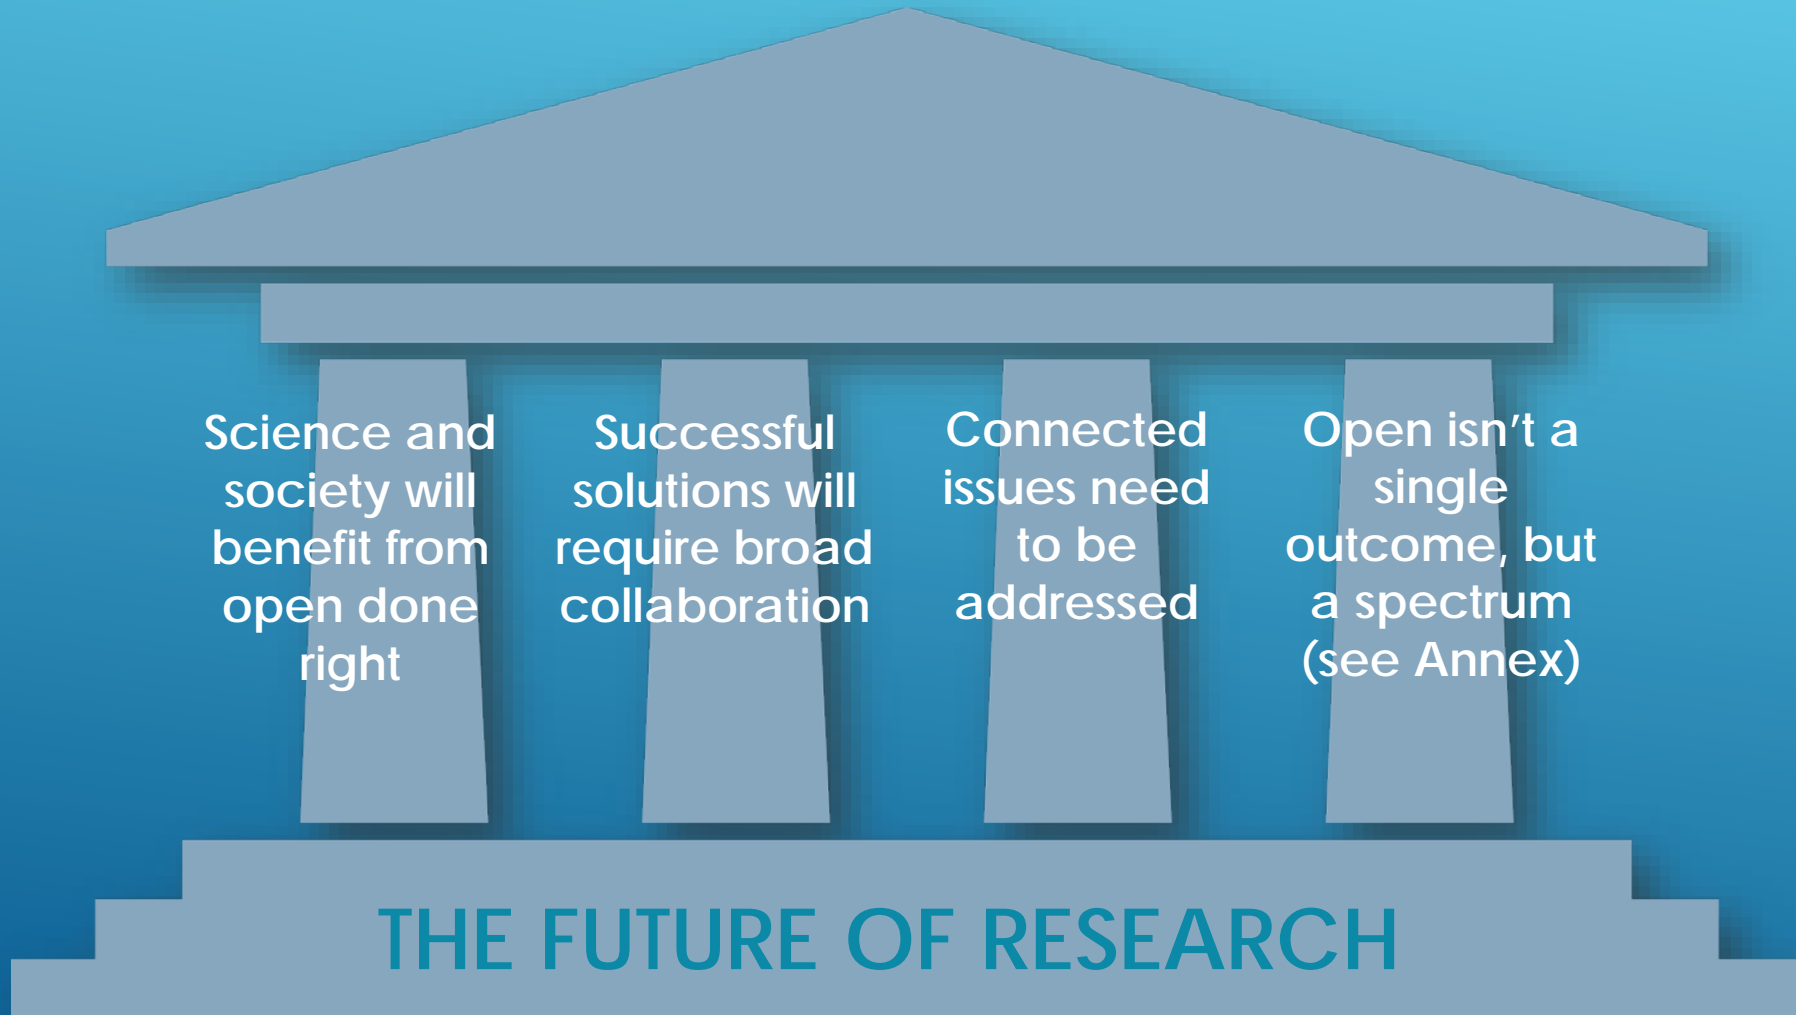 Science and
society will
benefit from
open done
right
Successful
solutions will
require broad
collaboration
Connected
issues need
to be
addressed
Open isn’t a
single
outcome, but
a spectrum
(see Annex)
THE FUTURE OF RESEARCH